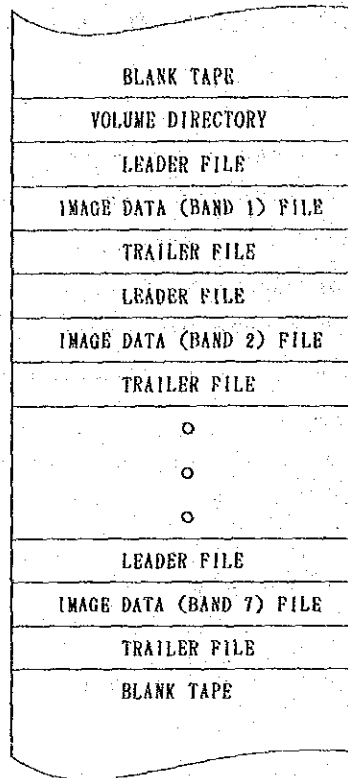 BLANK TAPE
VOLUME DIRECTORY
LEADER FILE
IMAGE DATA (BAND 1) FILE
TRAILER FILE
LEADER FILE
IMAGE DATA (BAND 2) FILE
TRAILER FILE
o
o
o
LEADER FILE
IMAGE DATA (BAND 7) FILE
TRAILER FILE
BLANK TAPE